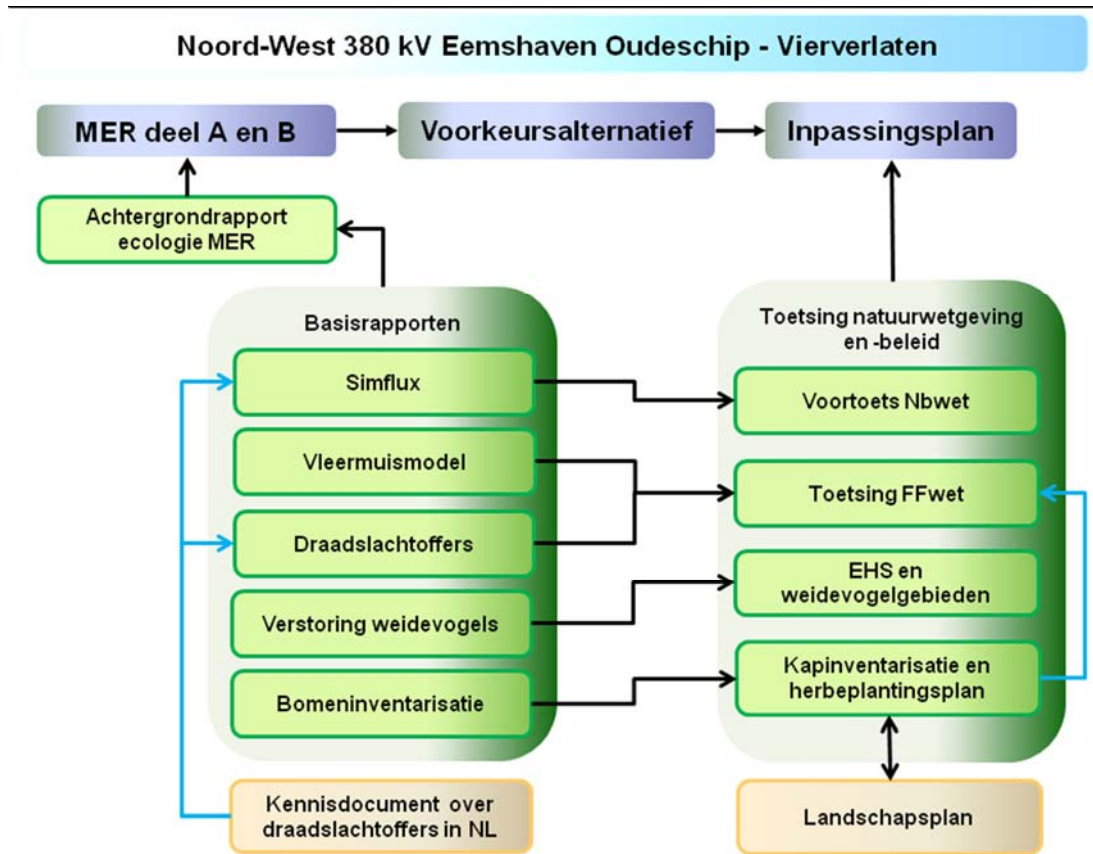 Noord-West 380 kV Eemshaven Oudeschip - Vierverlaten
MER deel A en B
Voorkeursalternatief
Inpassingsplan
Achtergrondrapport
ecologie MER
Basisrapporten
Simflux
Vleermuismodel
Draadslachtoffers
Verstoring weidevogels
Bomeninventarisatie
Kennisdocument over
draadslachtoffers in NL
Toetsing natuurwetgeving
en -beleid
Voortoets Nbwet
Toetsing FFwet
EHS en
weidevogelgebieden
Kapinventarisatie en
herbeplantingsplan
Landschapsplan